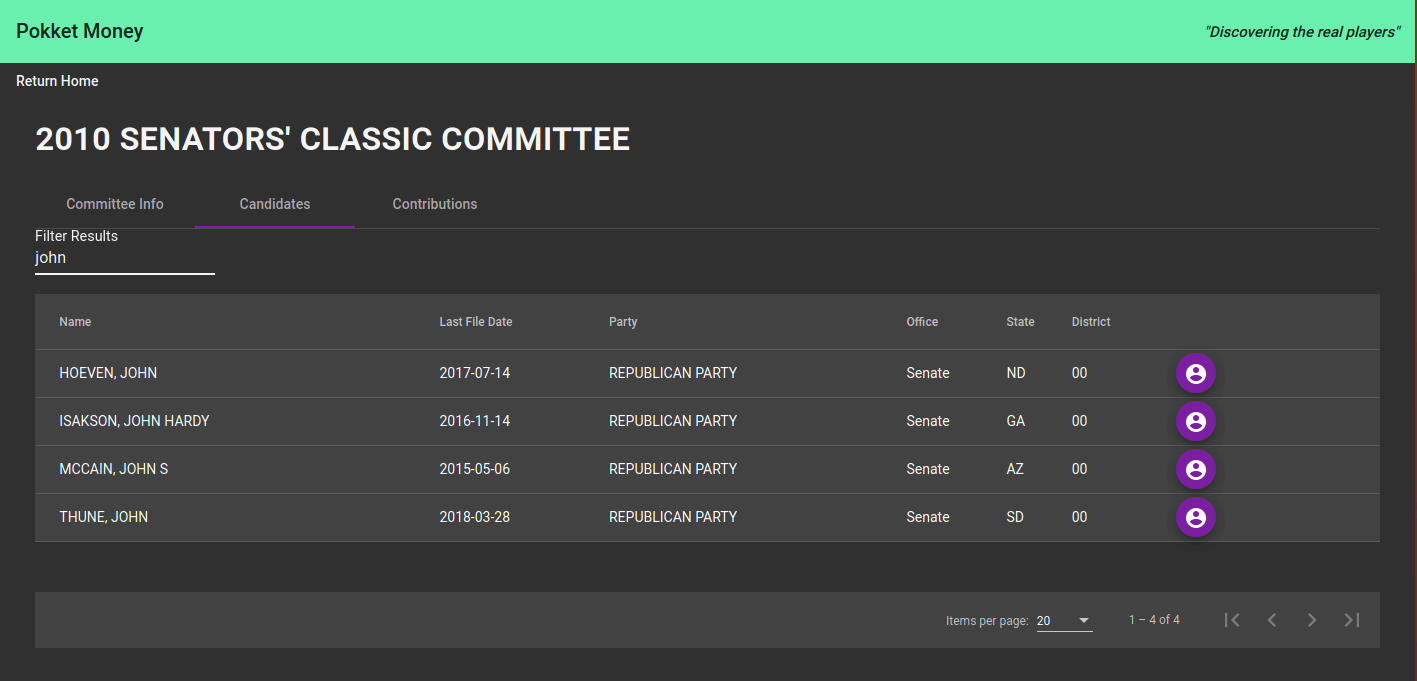 Pokket Money
"Discovering the real players"
Return Home
2010 SENATORS' CLASSIC COMMITTEE
Committee Info Candidates Contributions
Filter Results
john
Name Last File Date Party Office State District
HOEVEN, JOHN 2017-07-14 REPUBLICAN PARTY Senate ND 00
ISAKSON, JOHN HARDY 2016-11-14 REPUBLICAN PARTY Senate GA 00
MCCAIN, JOHN S 2015-05-06 REPUBLICAN PARTY Senate AZ 00
THUNE, JOHN 2018-03-28 REPUBLICAN PARTY Senate SD 00
Items per page: 20 1 – 4 of 4